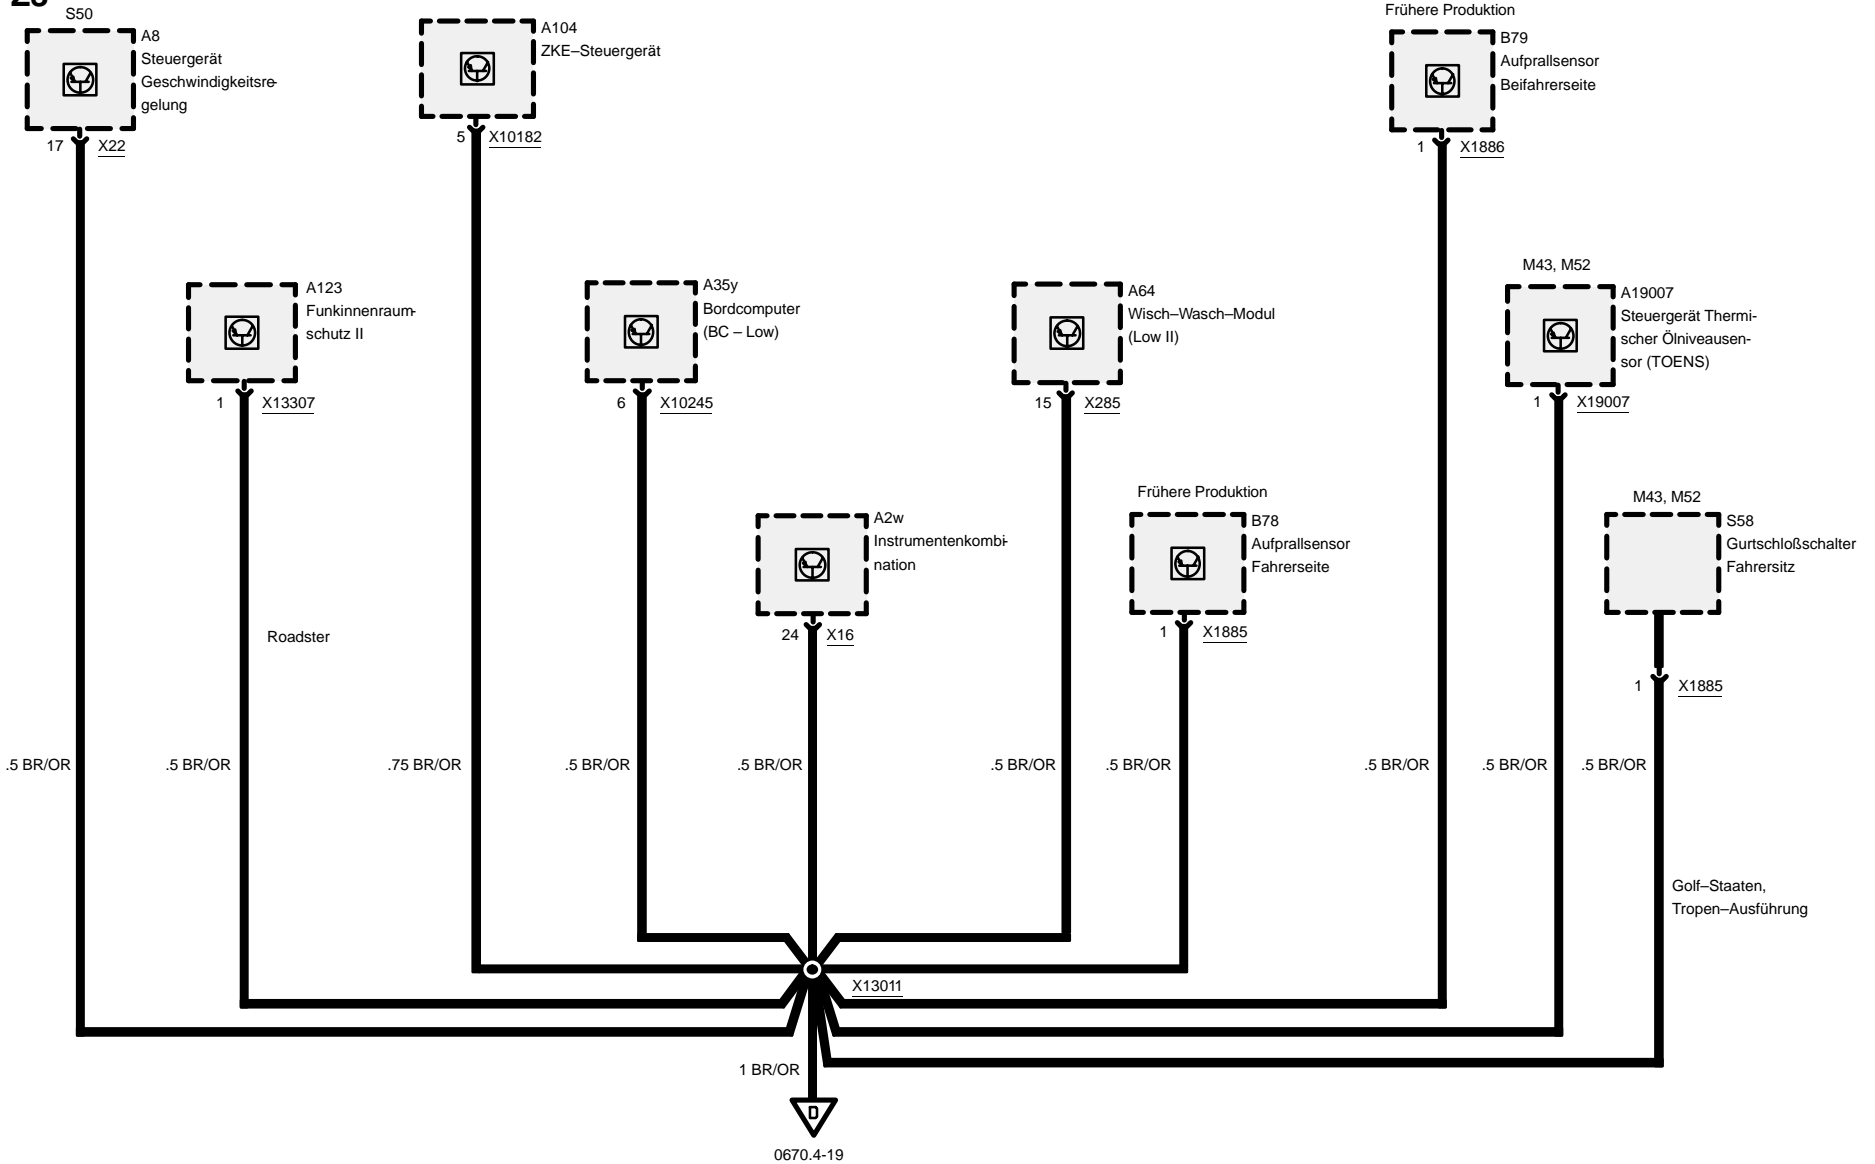 S50
A8
Steuergerät
Geschwindigkeitsre-
gelung
17
X22
A104
ZKE–Steuergerät
5
X10182
Frühere Produktion
B79
Aufprallsensor
Beifahrerseite
1
X1886
A123
Funkinnenraum-
schutz II
1
X13307
A35y
Bordcomputer
(BC – Low)
6
X10245
A64
Wisch–Wasch–Modul
(Low II)
15
X285
M43, M52
A19007
Steuergerät Thermi-
scher Ölniveausen-
sor (TOENS)
1
X19007
A2w
Instrumentenkombi-
nation
24
X16
Frühere Produktion
B78
Aufprallsensor
Fahrerseite
1
X1885
M43, M52
S58
Gurtschloßschalter
Fahrersitz
1
X1885
Roadster
.5 BR/OR
.5 BR/OR
.75 BR/OR
.5 BR/OR
.5 BR/OR
.5 BR/OR
.5 BR/OR
.5 BR/OR
.5 BR/OR
.5 BR/OR
Golf–Staaten,
Tropen–Ausführung
X13011
1 BR/OR
D
0670.4-19